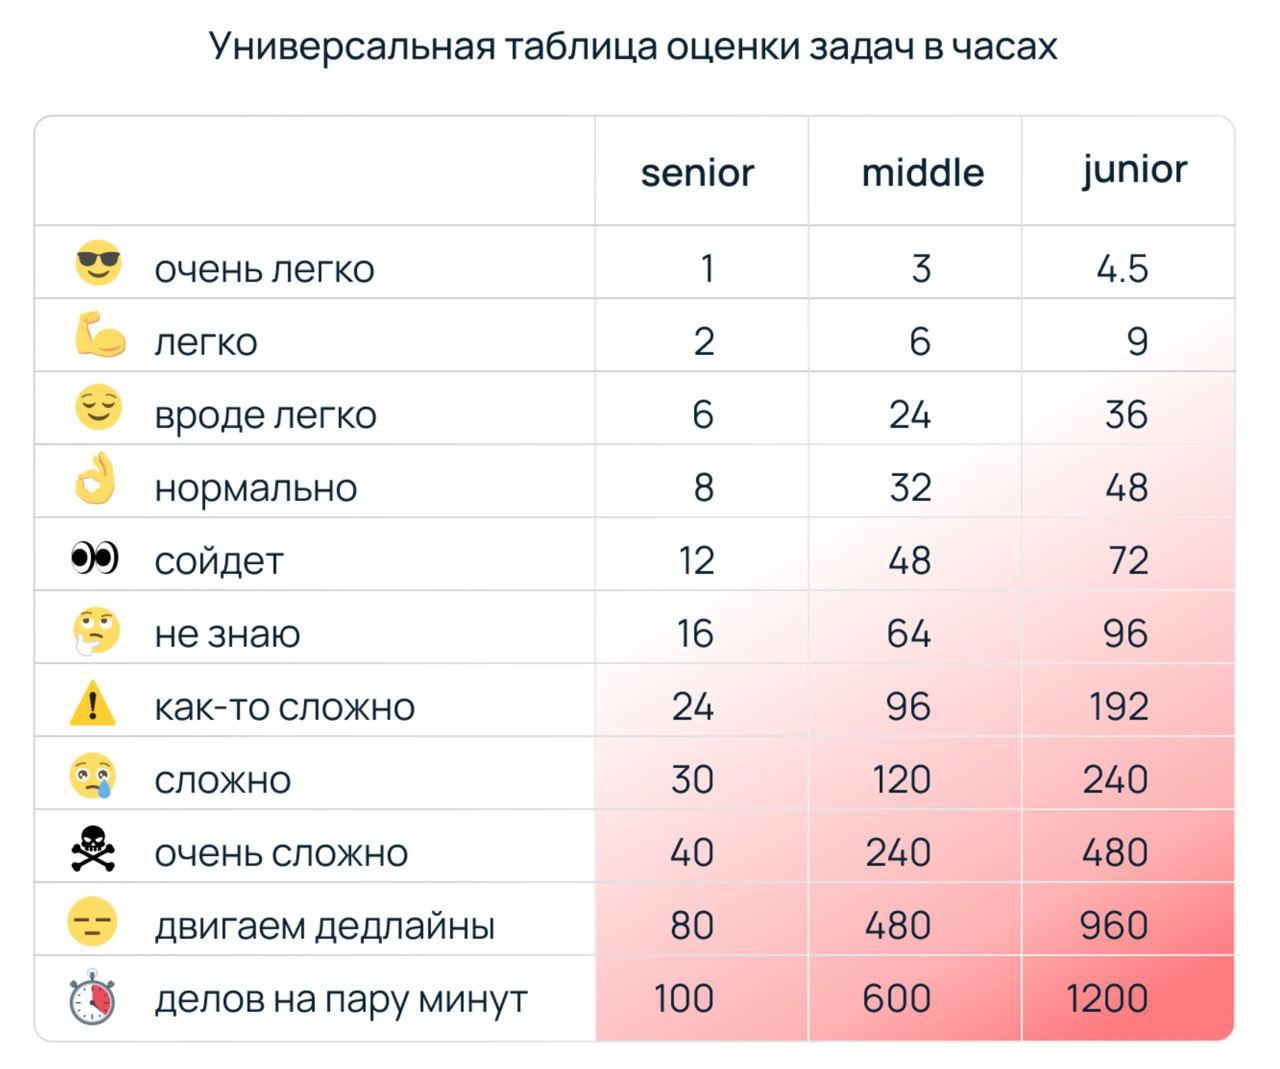 Универсальная таблица оценки задач в часах
senior middle junior
очень легко 1 3 4.5
легко 2 6 9
вроде легко 6 24 36
нормально 8 32 48
сойдет 12 48 72
не знаю 16 64 96
как-то сложно 24 96 192
сложно 30 120 240
очень сложно 40 240 480
двигаем дедлайны 80 480 960
делов на пару минут 100 600 1200